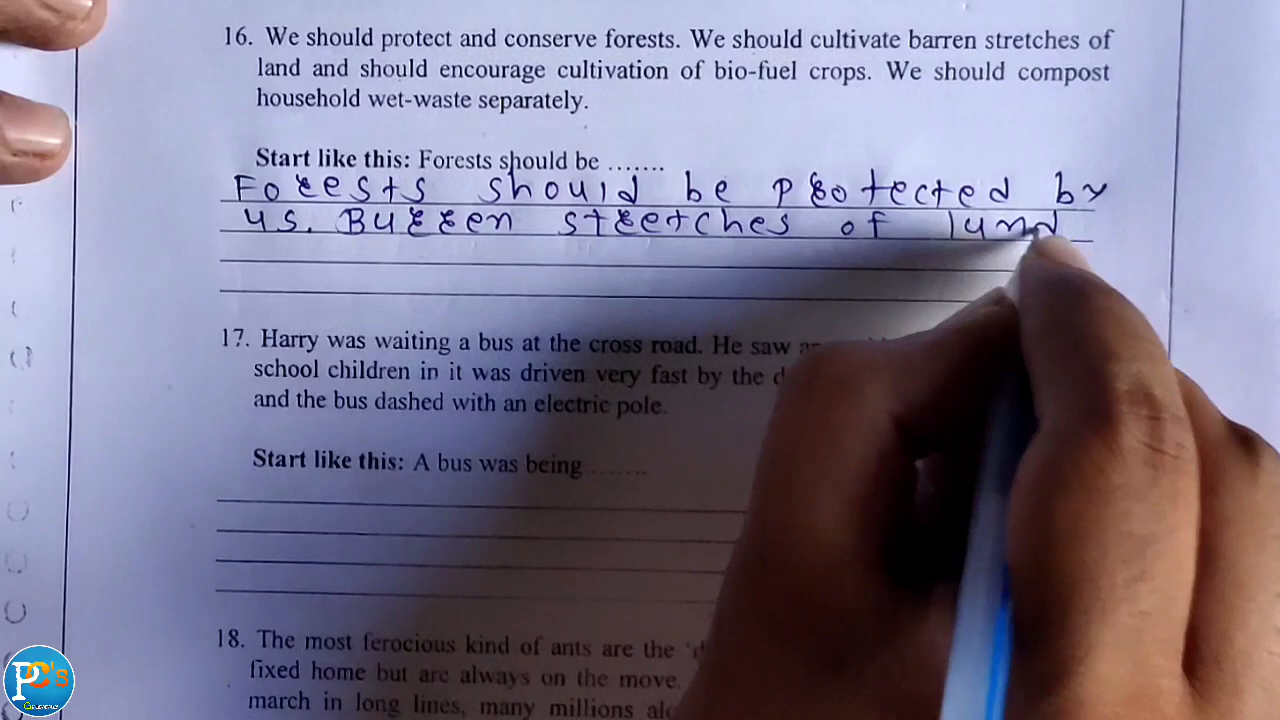 16. We should protect and conserve forests. We should cultivate barren stretches of
land and should encourage cultivation of bio-fuel crops. We should compost
household wet-waste separately.
Start like this: Forests should be .......
Forests should be protected by
us. Barren stretches of land
17. Harry was waiting a bus at the cross road. He saw
school children in it was driven very fast by the
and the bus dashed with an electric pole.
Start like this: A bus was being .......
18. The most ferocious kind of ants are the
fixed home but are always on the move.
march in long lines, many millions
PC's